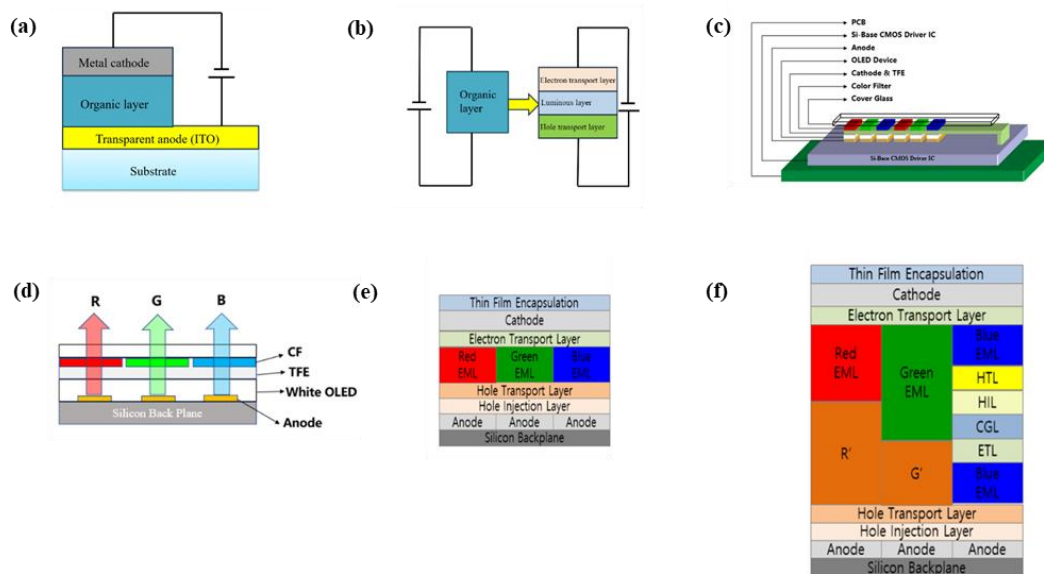 (a)
Metal cathode
Organic layer
Transparent anode (ITO)
Substrate
(b)
Organic
layer
Electron transport layer
Luminous layer
Hole transport layer
(c)
PCB
Si-Base CMOS Driver IC
Anode
OLED Device
Cathode & TFE
Color Filter
Cover Glass
Si-Base CMOS Driver IC
(d)
R G B
CF
TFE
White OLED
Anode
Silicon Back Plane
(e)
Thin Film Encapsulation
Cathode
Electron Transport Layer
Red Green Blue
EML EML EML
Hole Transport Layer
Hole Injection Layer
Anode Anode Anode
Silicon Backplane
(f)
Thin Film Encapsulation
Cathode
Electron Transport Layer
Red
EML
R'
Green
EML
G'
Blue
EML
HTL
HIL
CGL
ETL
Blue
EML
Hole Transport Layer
Hole Injection Layer
Anode Anode Anode
Silicon Backplane